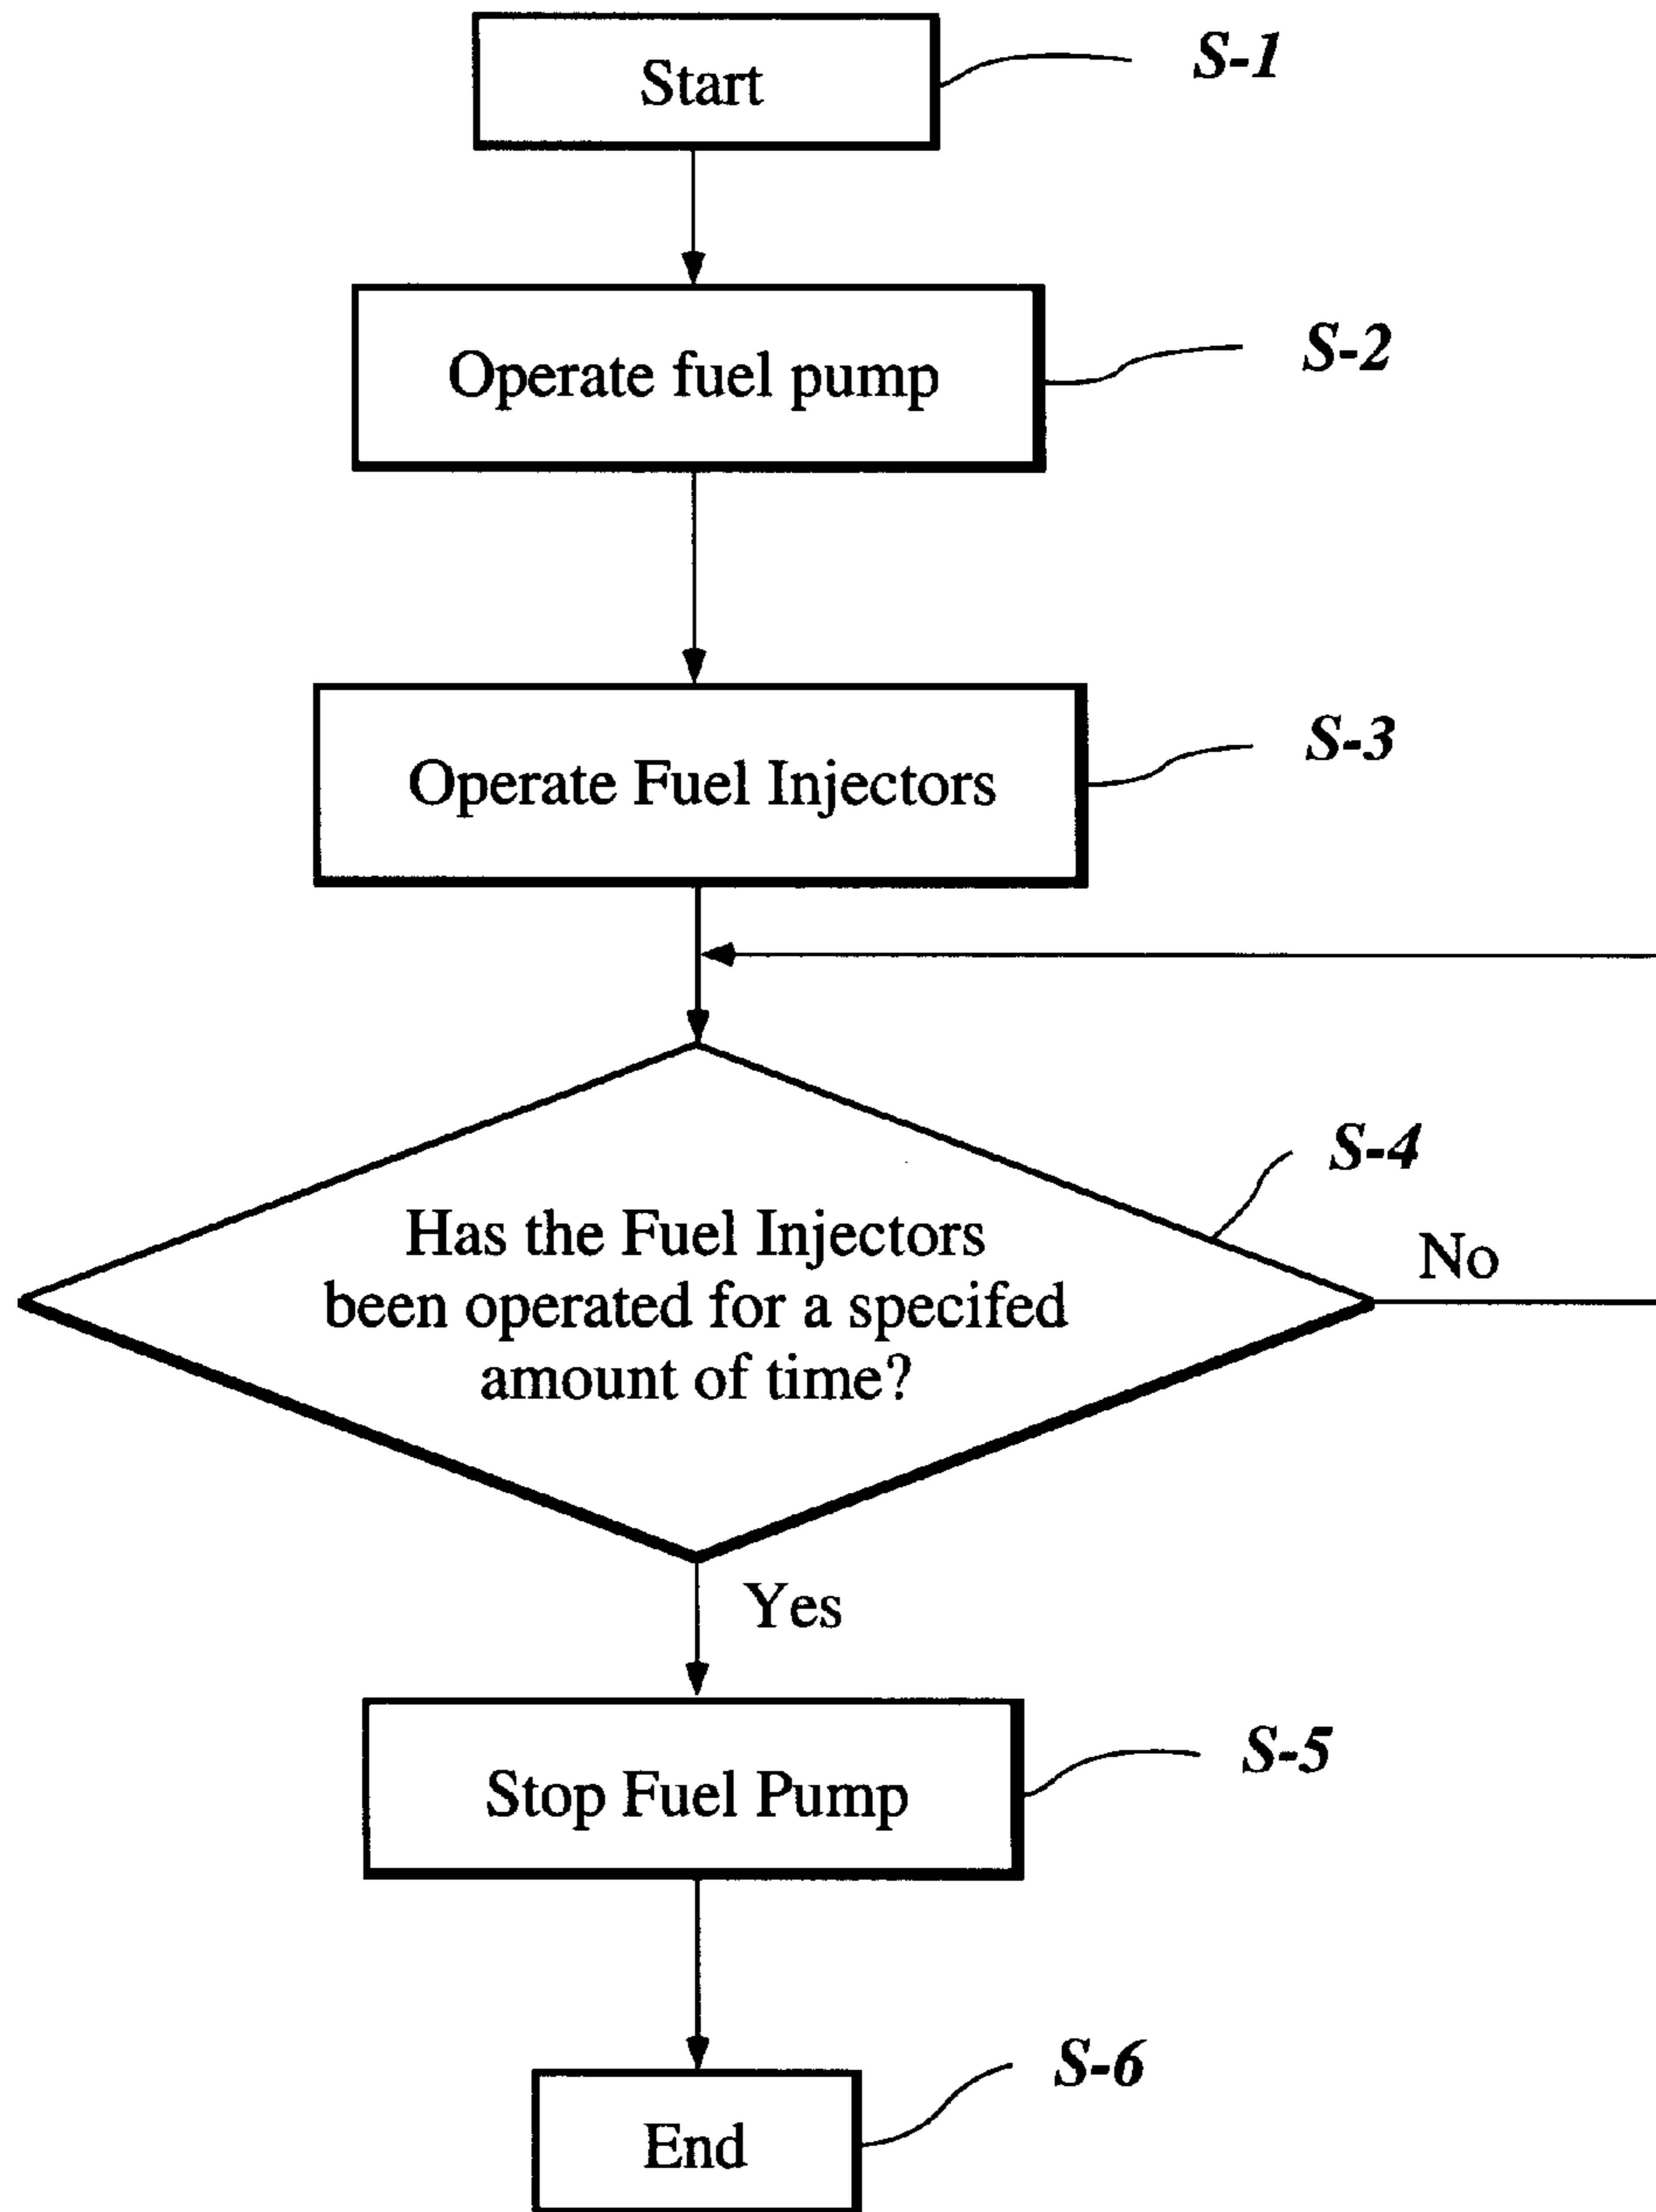 Start
S-1
Operate fuel pump
S-2
Operate Fuel Injectors
S-3
S-4
Has the Fuel Injectors
been operated for a specifed
amount of time?
No
Yes
Stop Fuel Pump
S-5
End
S-6